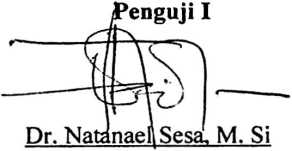 Penguji I
Dr. Natanael Sesa, M. Si